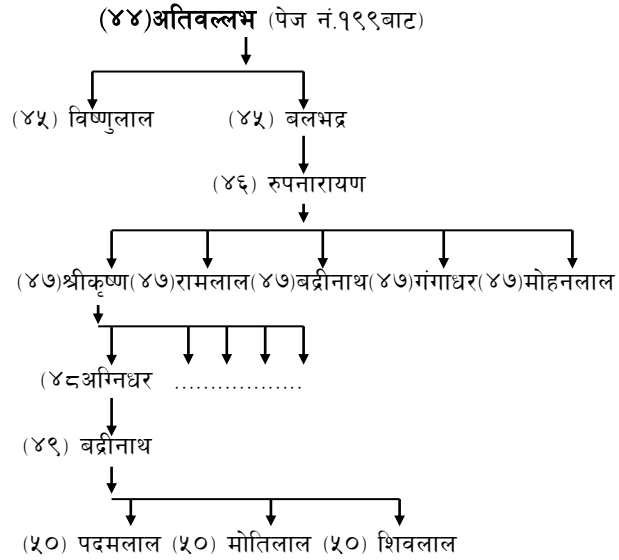 (४४)अतिवल्लभ (पेज नं.१९९बाट)
(४५) विष्णुलाल (४५) बलभद्र
(४६) रुपनारायण
(४७)श्रीकृष्ण(४७)रामलाल(४७)बद्रीनाथ(४७)गंगाधर(४७)मोहनलाल
(४८अग्निधर ..................
(४९) बद्रीनाथ
(५०) पदमलाल (५०) मोतिलाल (५०) शिवलाल